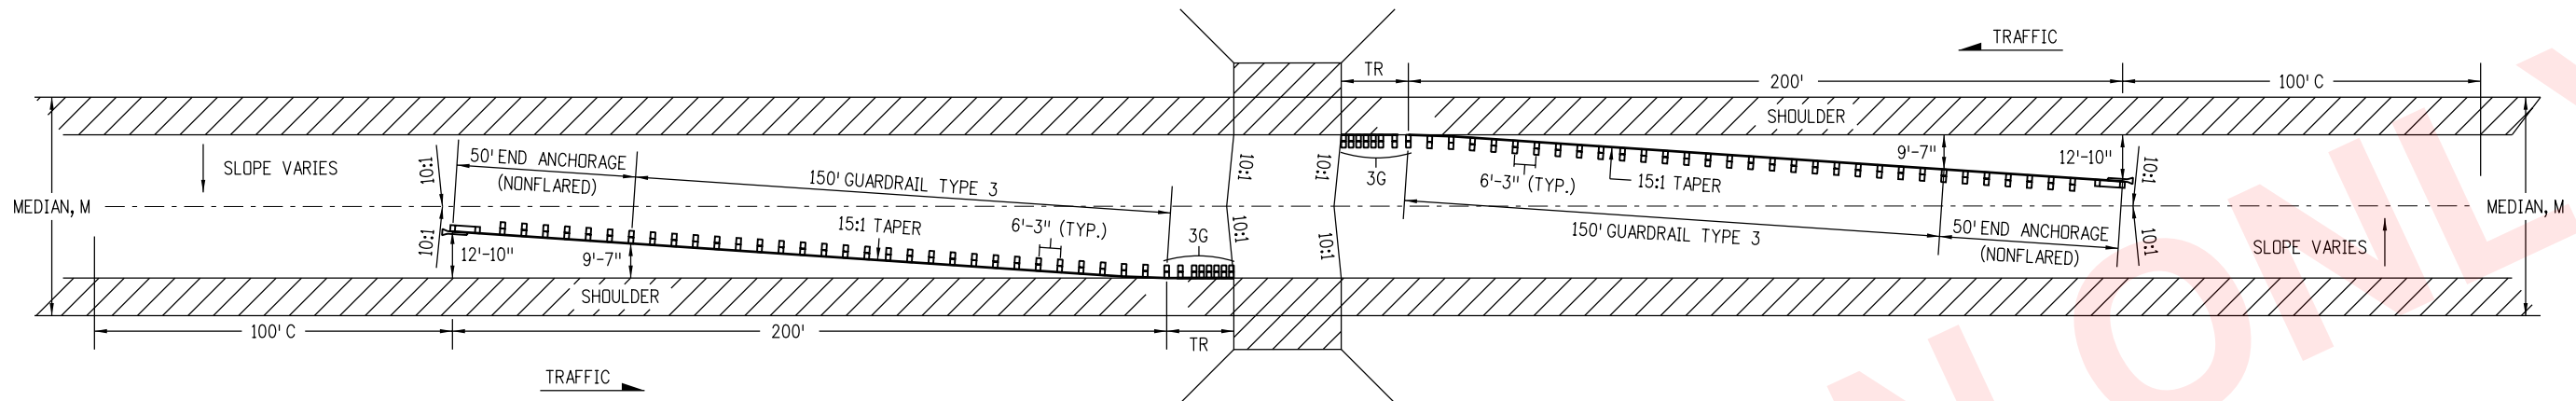 TRAFFIC
TR
200'
100' C
SHOULDER
SLOPE VARIES
10:1
50' END ANCHORAGE
(NONFLARED)
150' GUARDRAIL TYPE 3
10:1
10:1
3G
6'-3" (TYP.)
15:1 TAPER
9'-7"
12'-10"
10:1
MEDIAN, M
MEDIAN, M
10:1
12'-10"
9'-7"
15:1 TAPER
6'-3" (TYP.)
3G
10:1
10:1
150' GUARDRAIL TYPE 3
50' END ANCHORAGE
(NONFLARED)
10:1
SLOPE VARIES
SHOULDER
100' C
200'
TR
TRAFFIC
N ONLY